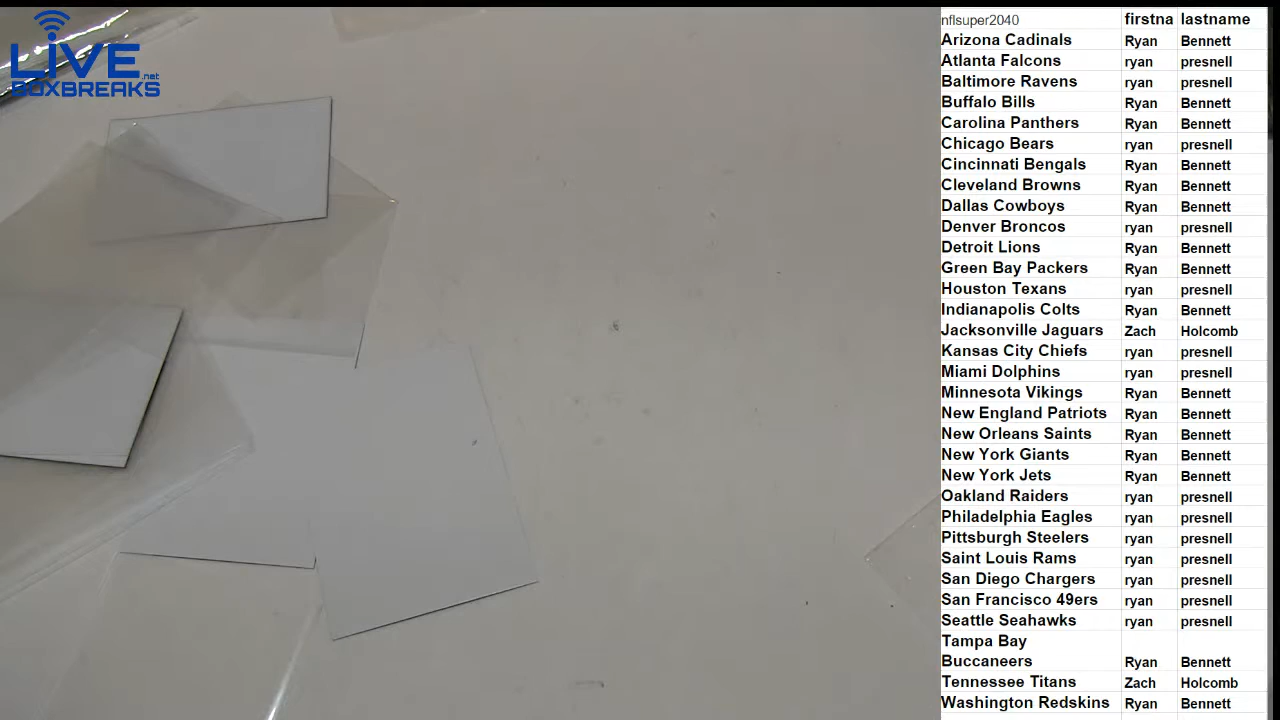 LiVE
.net
BOXBREAKS
nflsuper2040 firstna lastname
Arizona Cadinals Ryan Bennett
Atlanta Falcons ryan presnell
Baltimore Ravens ryan presnell
Buffalo Bills Ryan Bennett
Carolina Panthers Ryan Bennett
Chicago Bears ryan presnell
Cincinnati Bengals Ryan Bennett
Cleveland Browns Ryan Bennett
Dallas Cowboys Ryan Bennett
Denver Broncos ryan presnell
Detroit Lions Ryan Bennett
Green Bay Packers Ryan Bennett
Houston Texans ryan presnell
Indianapolis Colts Ryan Bennett
Jacksonville Jaguars Zach Holcomb
Kansas City Chiefs ryan presnell
Miami Dolphins ryan presnell
Minnesota Vikings Ryan Bennett
New England Patriots Ryan Bennett
New Orleans Saints Ryan Bennett
New York Giants Ryan Bennett
New York Jets Ryan Bennett
Oakland Raiders ryan presnell
Philadelphia Eagles ryan presnell
Pittsburgh Steelers ryan presnell
Saint Louis Rams ryan presnell
San Diego Chargers ryan presnell
San Francisco 49ers ryan presnell
Seattle Seahawks ryan presnell
Tampa Bay
Buccaneers Ryan Bennett
Tennessee Titans Zach Holcomb
Washington Redskins Ryan Bennett